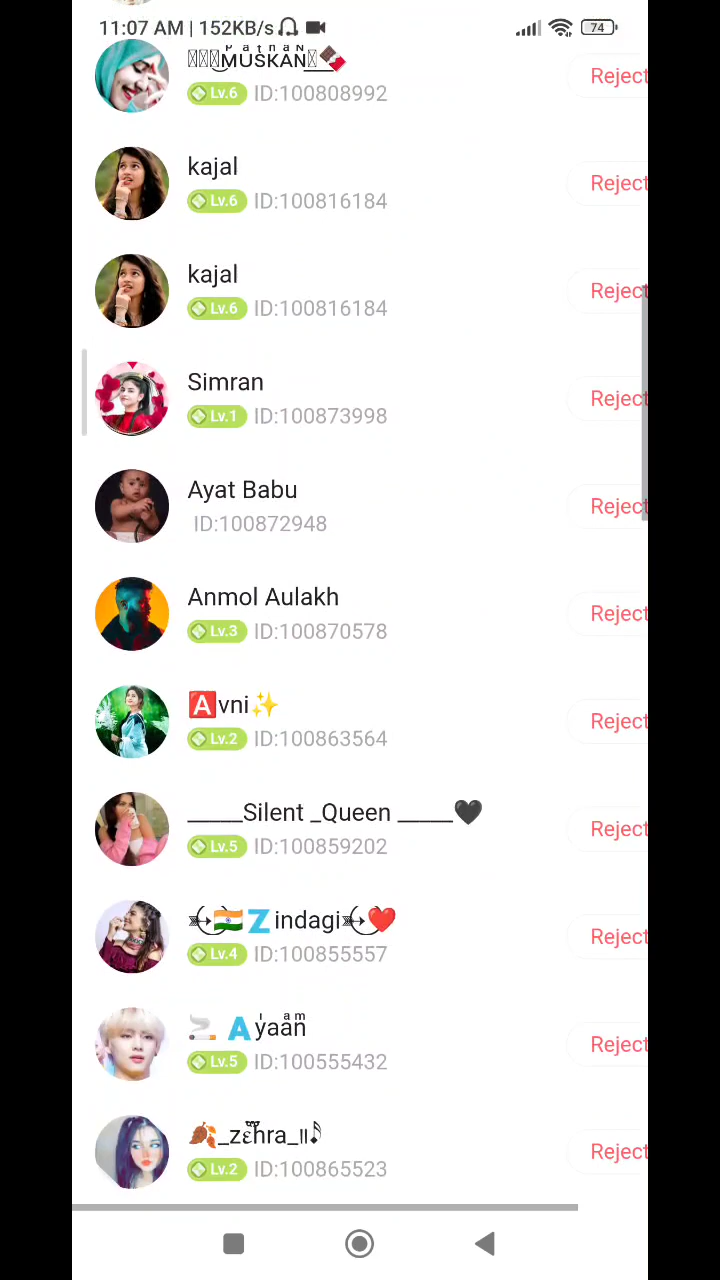 11:07 AM | 152KB/s 74
MUSKAN Reject
Lv.6 ID:100808992
kajal Reject
Lv.6 ID:100816184
kajal Reject
Lv.6 ID:100816184
Simran Reject
Lv.1 ID:100873998
Ayat Babu Reject
ID:100872948
Anmol Aulakh Reject
Lv.3 ID:100870578
🅰️vni✨ Reject
Lv.2 ID:100863564
_____Silent _Queen _____🖤 Reject
Lv.5 ID:100859202
🇮🇳Zindagi❤️ Reject
Lv.4 ID:100855557
🚬 Ayaan Reject
Lv.5 ID:100555432
🍂_zεhra_॥ Reject
Lv.2 ID:100865523